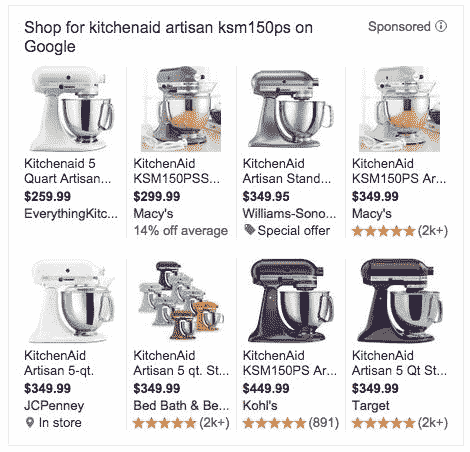 Shop for kitchenaid artisan ksm150ps on
Google
Sponsored ⓘ
Kitchenaid 5
Quart Artisan...
$259.99
EverythingKitc...
KitchenAid
KSM150PSS...
$299.99
Macy's
14% off average
KitchenAid
Artisan Stand...
$349.95
Williams-Sono...
Special offer
KitchenAid
KSM150PS Ar...
$349.99
Macy's
(2k+)
KitchenAid
Artisan 5-qt.
$349.99
JCPenney
In store
KitchenAid
Artisan 5 qt. St...
$349.99
Bed Bath & Be...
(2k+)
KitchenAid
KSM150PS Ar...
$449.99
Kohl's
(891)
KitchenAid
Artisan 5 Qt St...
$349.99
Target
(2k+)